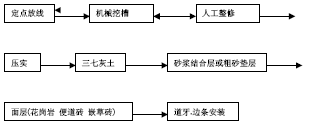 定点放线 机械挖槽 人工整修
压实 三七灰土 砂浆结合层或粗砂垫层
面层(花岗岩 便道砖 嵌草砖) 道牙.边条安装